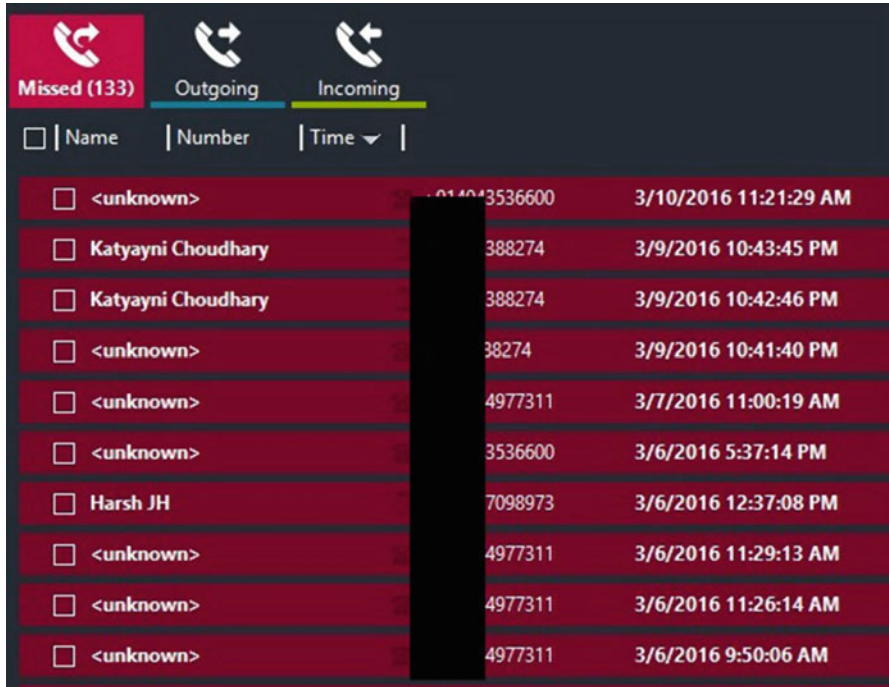 Missed (133) Outgoing Incoming
Name Number Time
<unknown> 3536600 3/10/2016 11:21:29 AM
Katyayni Choudhary 388274 3/9/2016 10:43:45 PM
Katyayni Choudhary 388274 3/9/2016 10:42:46 PM
<unknown> 38274 3/9/2016 10:41:40 PM
<unknown> 4977311 3/7/2016 11:00:19 AM
<unknown> 3536600 3/6/2016 5:37:14 PM
Harsh JH 7098973 3/6/2016 12:37:08 PM
<unknown> 4977311 3/6/2016 11:29:13 AM
<unknown> 4977311 3/6/2016 11:26:14 AM
<unknown> 4977311 3/6/2016 9:50:06 AM